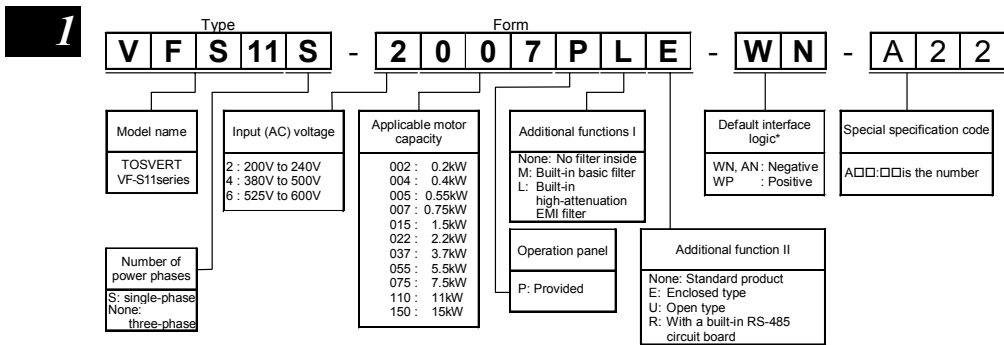 1
Type
Form
V F S 11 S - 2 0 0 7 P L E - W N - A 2 2
Model name
TOSVERT
VF-S11series
Number of
power phases
S: single-phase
None:
three-phase
Input (AC) voltage
2 : 200V to 240V
4 : 380V to 500V
6 : 525V to 600V
Applicable motor
capacity
002 : 0.2kW
004 : 0.4kW
005 : 0.55kW
007 : 0.75kW
015 : 1.5kW
022 : 2.2kW
037 : 3.7kW
055 : 5.5kW
075 : 7.5kW
110 : 11kW
150 : 15kW
Additional functions I
None: No filter inside
M: Built-in basic filter
L: Built-in
high-attenuation
EMI filter
Operation panel
P: Provided
Default interface
logic*
WN, AN : Negative
WP : Positive
Additional function II
None: Standard product
E: Enclosed type
U: Open type
R: With a built-in RS-485
circuit board
Special specification code
A□□:□□is the number